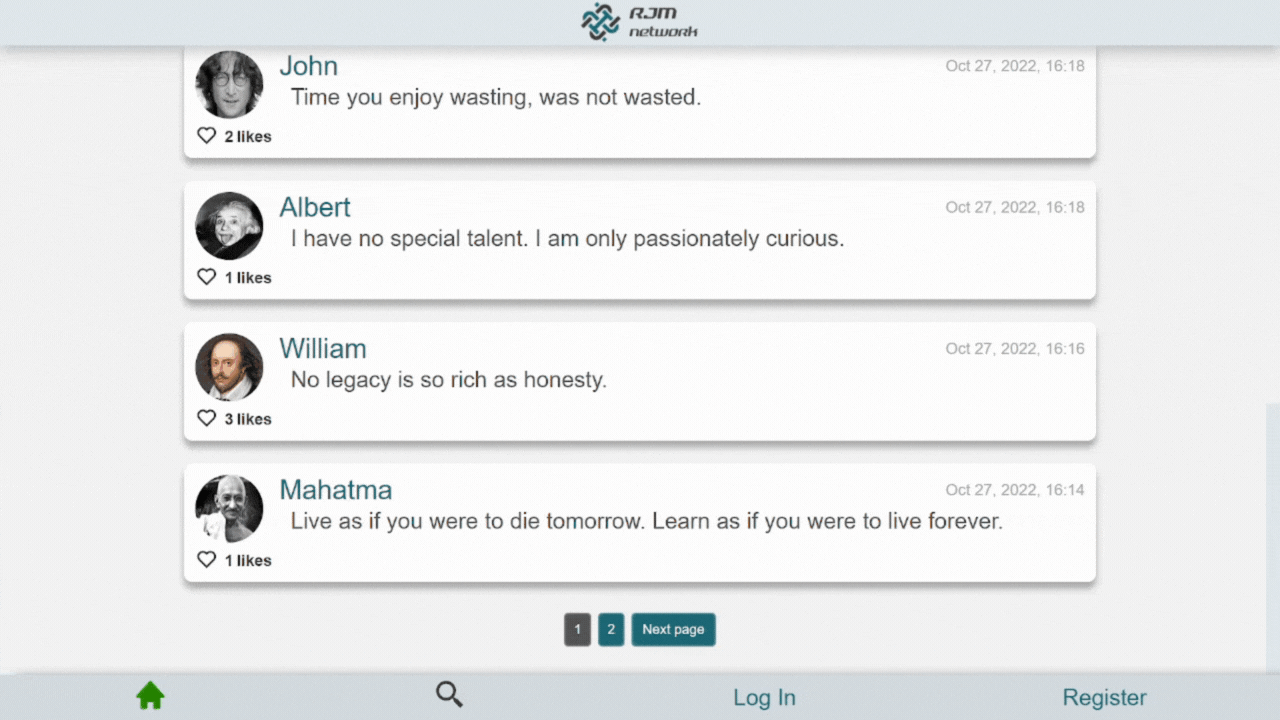 RJM
network
John
Oct 27, 2022, 16:18
Time you enjoy wasting, was not wasted.
2 likes
Albert
Oct 27, 2022, 16:18
I have no special talent. I am only passionately curious.
1 likes
William
Oct 27, 2022, 16:16
No legacy is so rich as honesty.
3 likes
Mahatma
Oct 27, 2022, 16:14
Live as if you were to die tomorrow. Learn as if you were to live forever.
1 likes
1 2 Next page
Log In Register